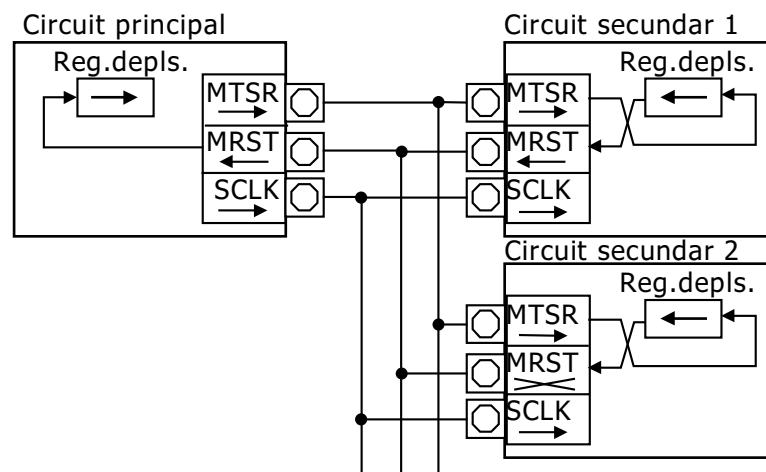 Circuit principal
Reg.depls.
MTSR
MRST
SCLK
Circuit secundar 1
Reg.depls.
MTSR
MRST
SCLK
Circuit secundar 2
Reg.depls.
MTSR
MRST
SCLK